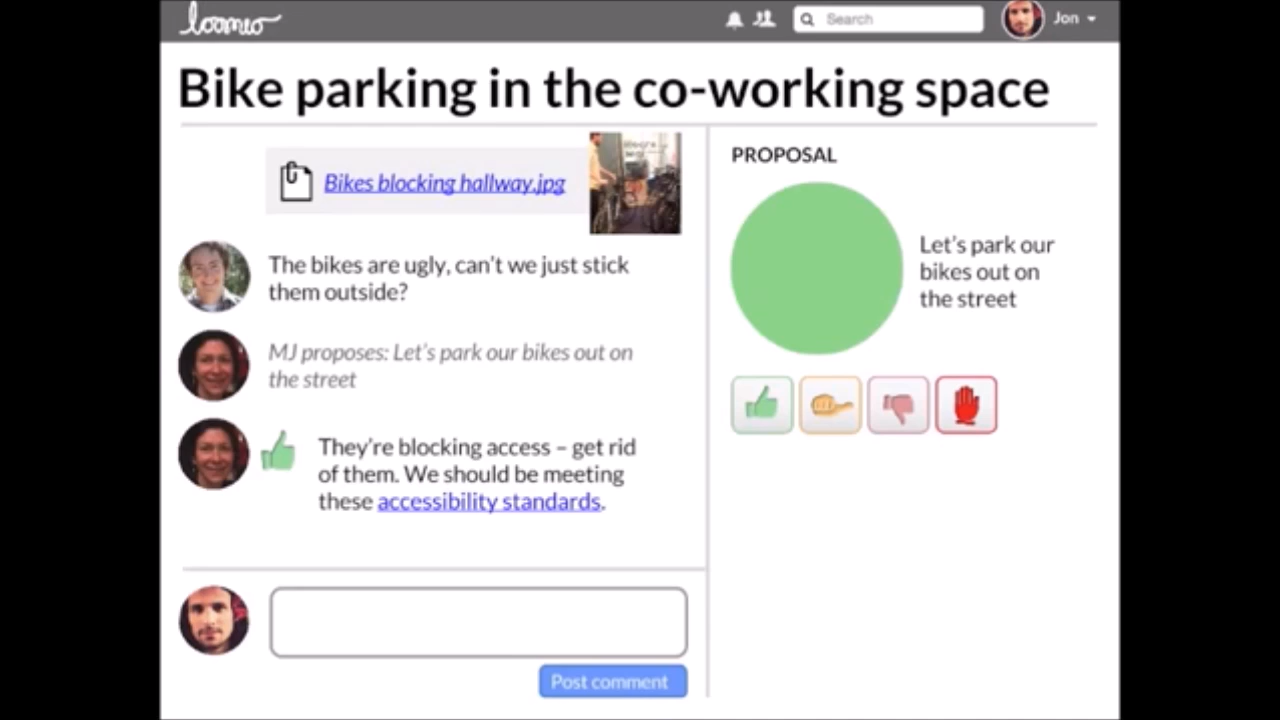 loomio
Search
Jon
Bike parking in the co-working space
Bikes blocking hallway.jpg
The bikes are ugly, can't we just stick
them outside?
MJ proposes: Let's park our bikes out on
the street
They're blocking access – get rid
of them. We should be meeting
these accessibility standards.
Post comment
PROPOSAL
Let's park our
bikes out on
the street